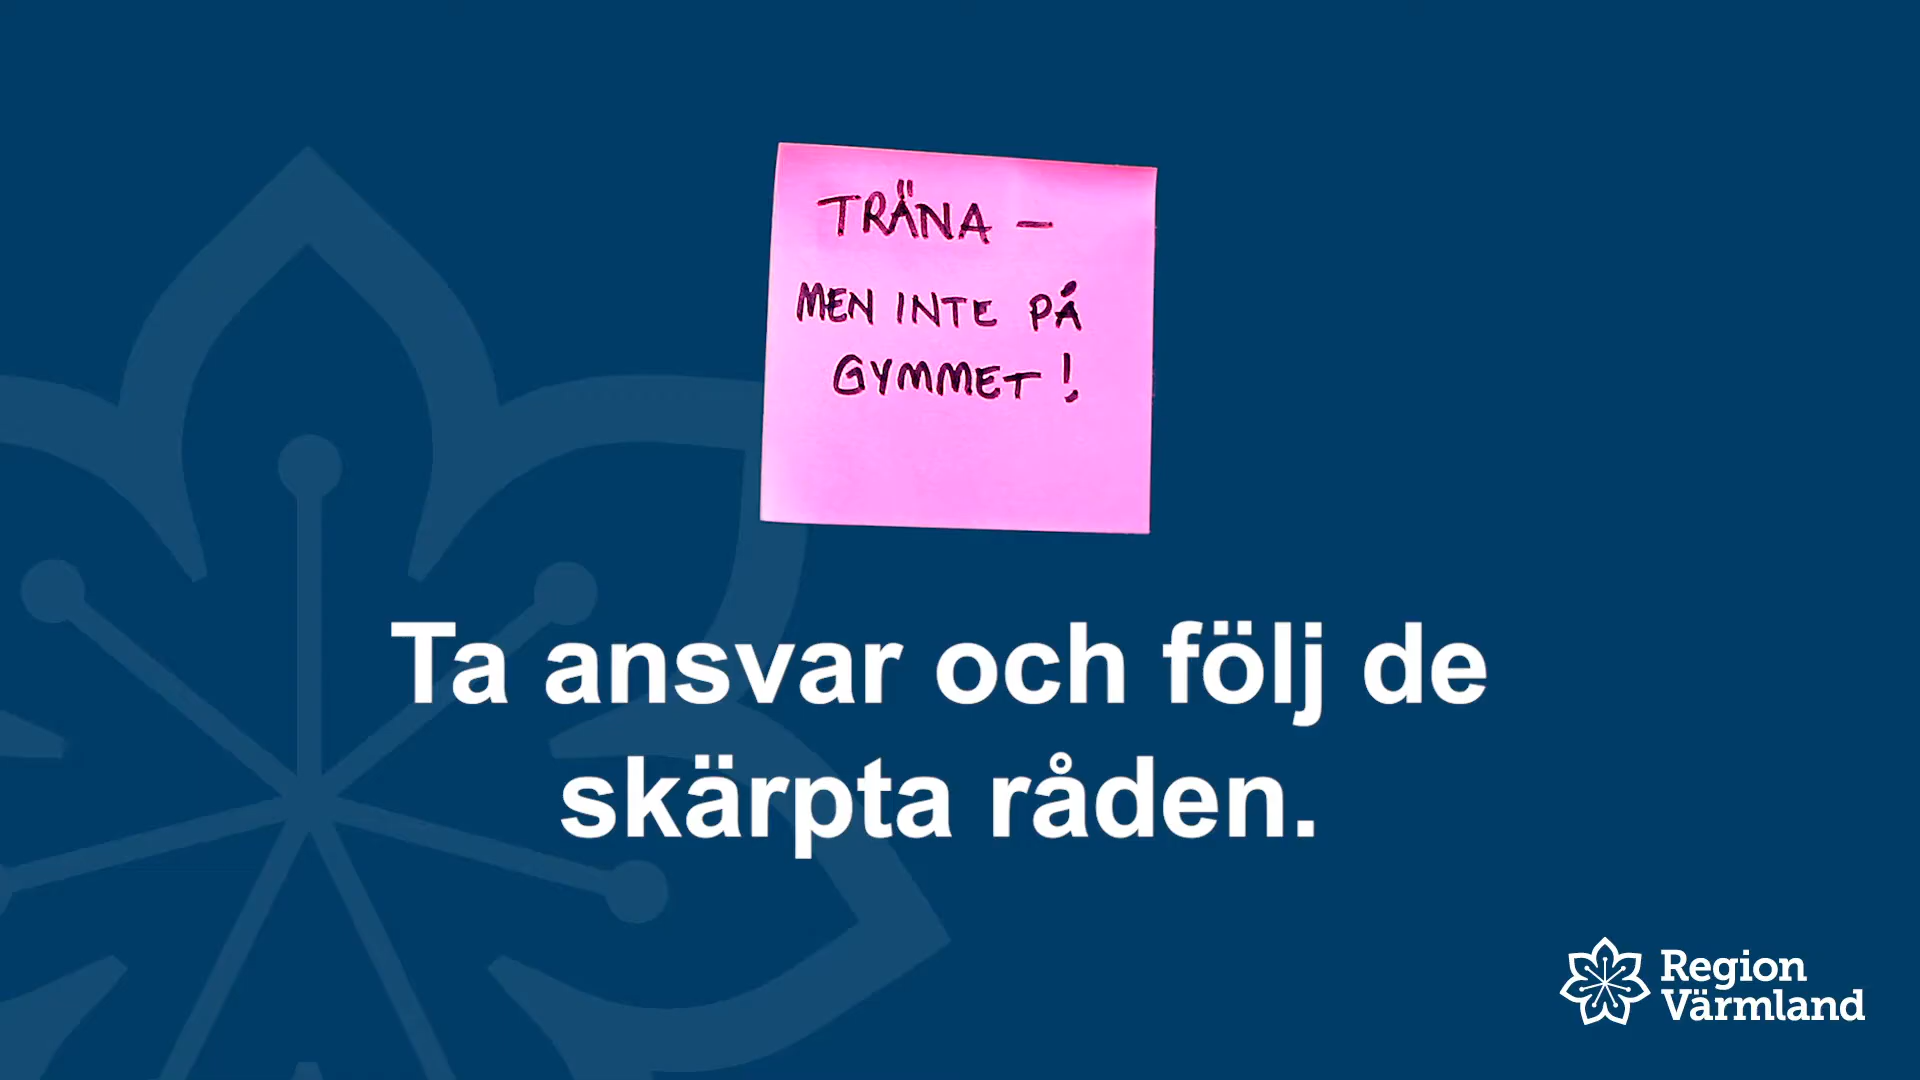 TRÄNA –
MEN INTE PÅ
GYMMET!
Ta ansvar och följ de
skärpta råden.
Region
Värmland